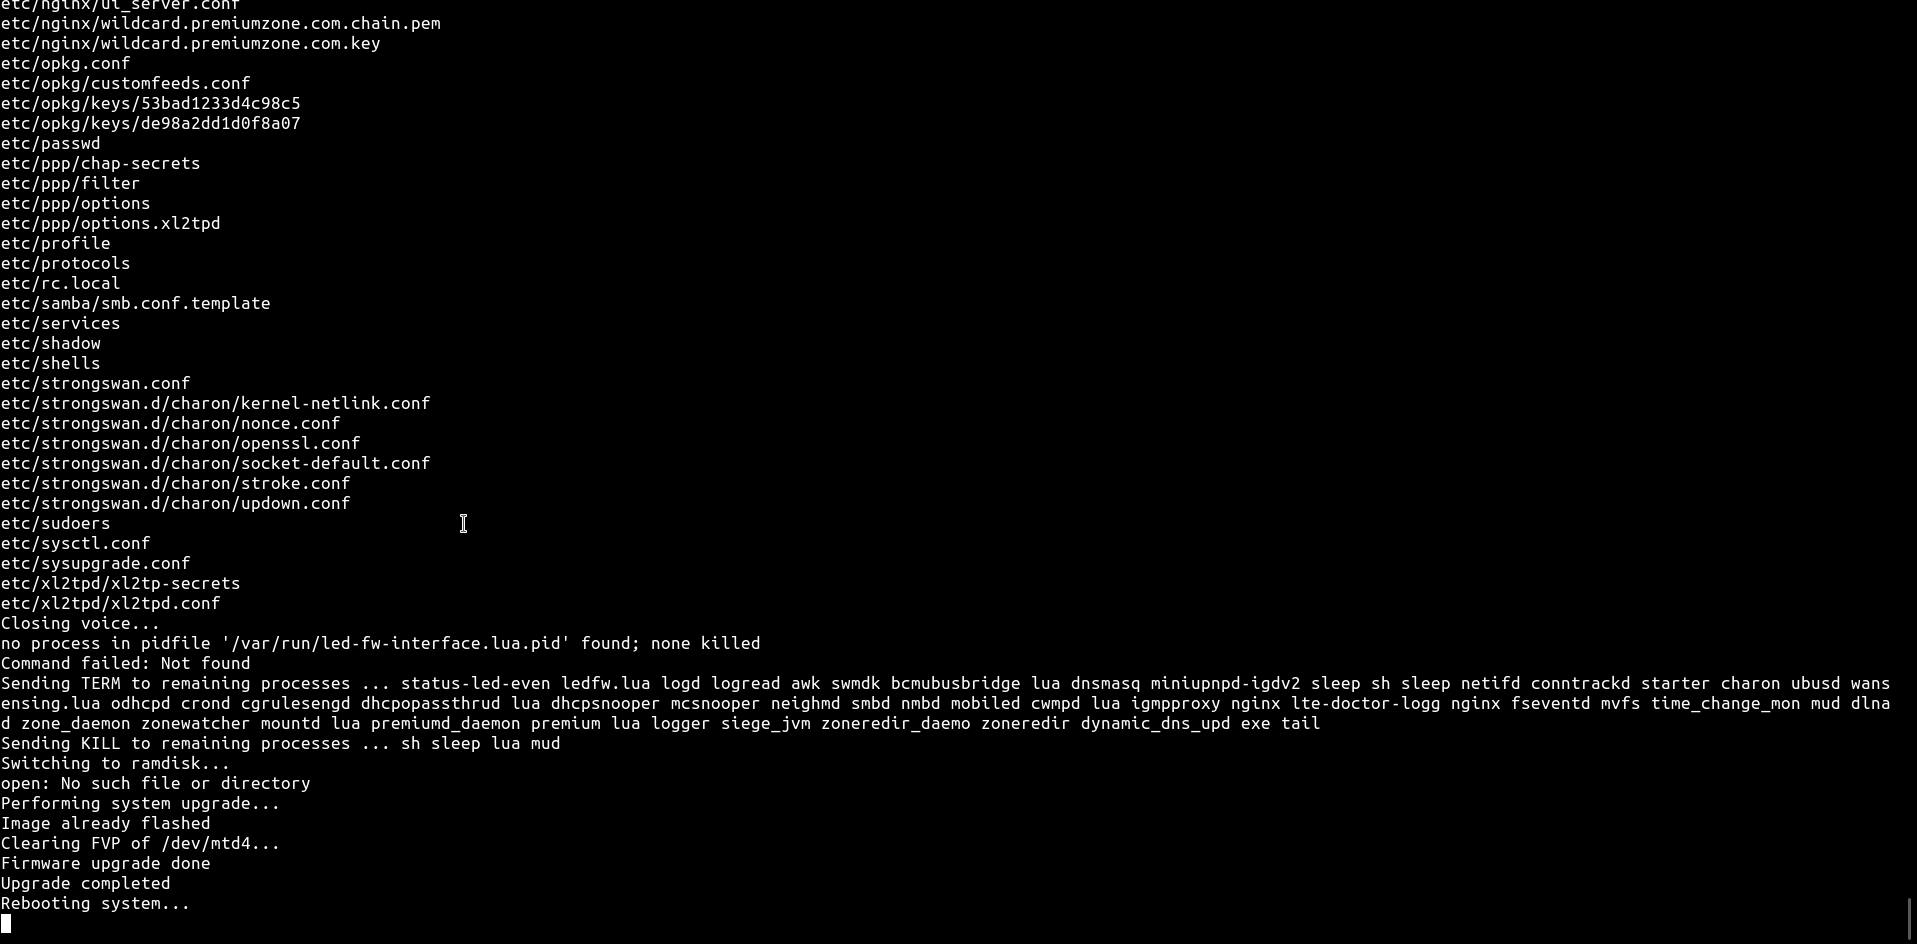 etc/nginx/ui_server.conf
etc/nginx/wildcard.premiumzone.com.chain.pem
etc/nginx/wildcard.premiumzone.com.key
etc/opkg.conf
etc/opkg/customfeeds.conf
etc/opkg/keys/53bad1233d4c98c5
etc/opkg/keys/de98a2dd1d0f8a07
etc/passwd
etc/ppp/chap-secrets
etc/ppp/filter
etc/ppp/options
etc/ppp/options.xl2tpd
etc/profile
etc/protocols
etc/rc.local
etc/samba/smb.conf.template
etc/services
etc/shadow
etc/shells
etc/strongswan.conf
etc/strongswan.d/charon/kernel-netlink.conf
etc/strongswan.d/charon/nonce.conf
etc/strongswan.d/charon/openssl.conf
etc/strongswan.d/charon/socket-default.conf
etc/strongswan.d/charon/stroke.conf
etc/strongswan.d/charon/updown.conf
etc/sudoers
etc/sysctl.conf
etc/sysupgrade.conf
etc/xl2tpd/xl2tp-secrets
etc/xl2tpd/xl2tpd.conf
Closing voice...
no process in pidfile '/var/run/led-fw-interface.lua.pid' found; none killed
Command failed: Not found
Sending TERM to remaining processes ... status-led-even ledfw.lua logd logread awk swmdk bcmubusbridge lua dnsmasq miniupnpd-igdv2 sleep sh sleep netifd conntrackd starter charon ubusd wans
ensing.lua odhcpd crond cgrulesengd dhcpopassthrud lua dhcpsnooper mcsnooper neighmd smbd nmbd mobiled cwmpd lua igmpproxy nginx lte-doctor-logg nginx fseventd mvfs time_change_mon mud dlna
d zone_daemon zonewatcher mountd lua premiumd_daemon premium lua logger siege_jvm zoneredir_daemo zoneredir dynamic_dns_upd exe tail
Sending KILL to remaining processes ... sh sleep lua mud
Switching to ramdisk...
open: No such file or directory
Performing system upgrade...
Image already flashed
Clearing FVP of /dev/mtd4...
Firmware upgrade done
Upgrade completed
Rebooting system...